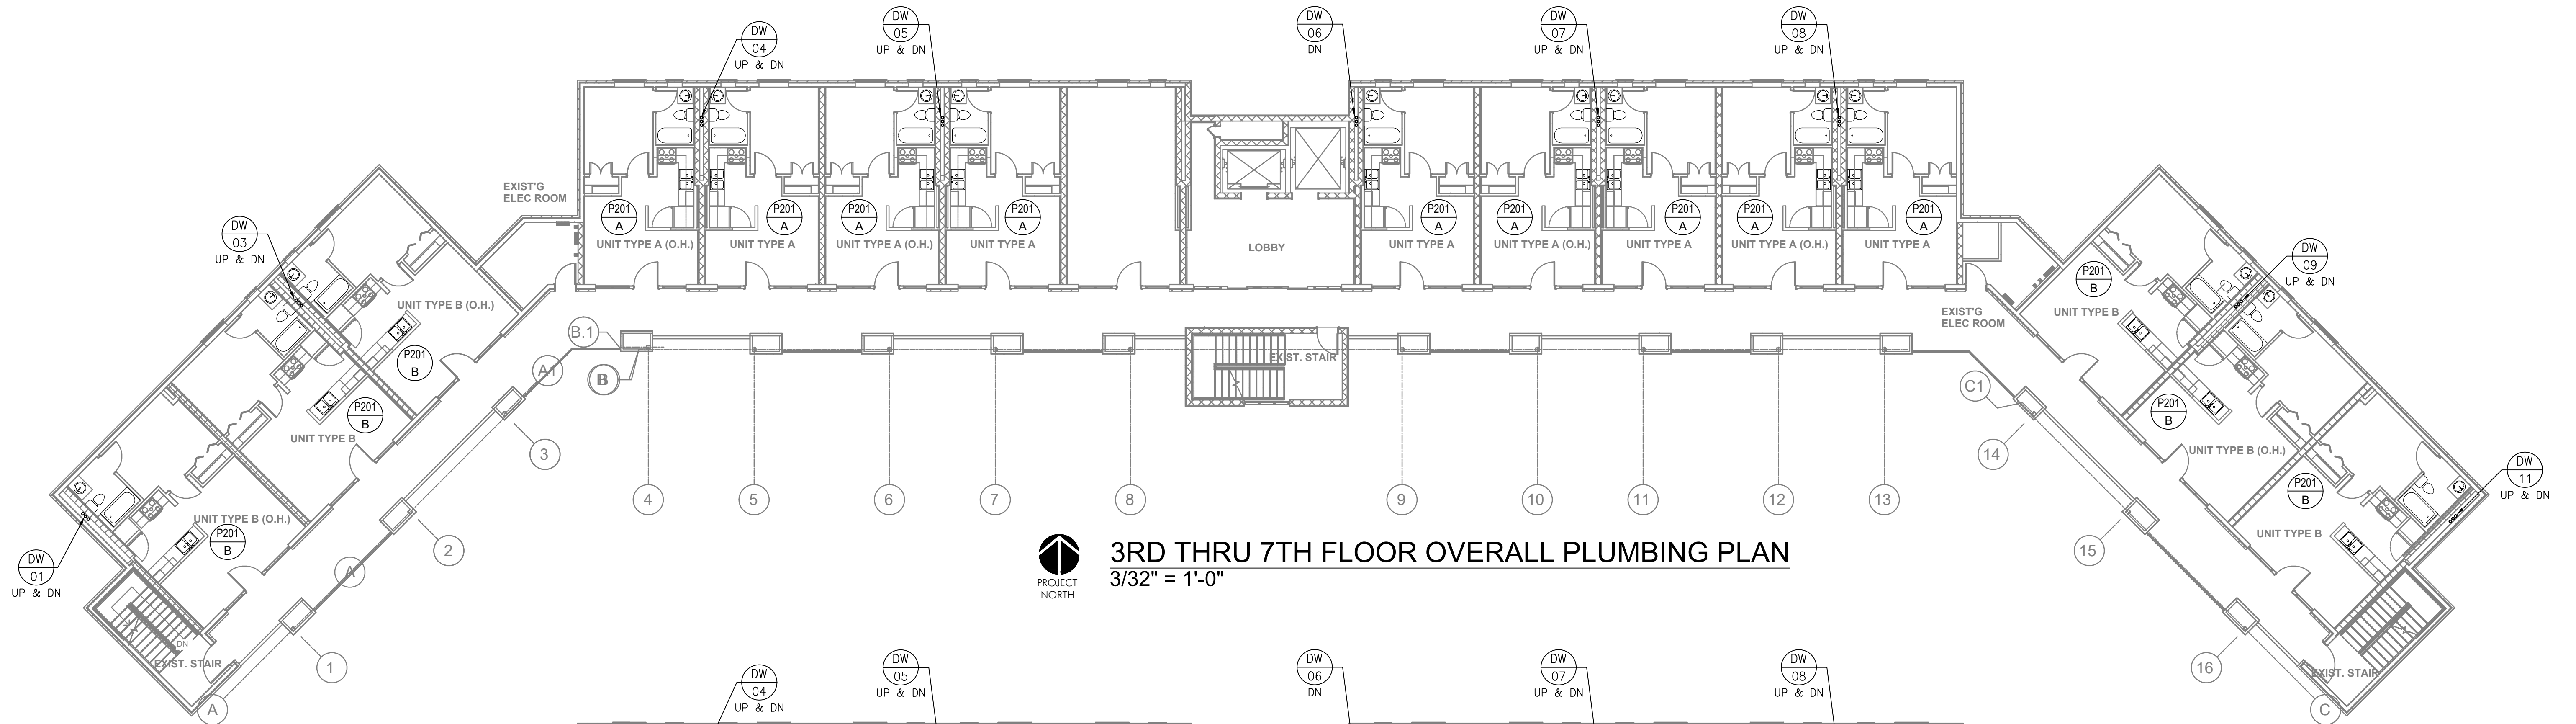 DW
04
UP & DN
DW
05
UP & DN
DW
06
DN
DW
07
UP & DN
DW
08
UP & DN
EXIST'G
ELEC ROOM
DW
03
UP & DN
P201
A
UNIT TYPE A (O.H.)
P201
A
UNIT TYPE A
P201
A
UNIT TYPE A (O.H.)
P201
A
UNIT TYPE A
LOBBY
P201
A
UNIT TYPE A
P201
A
UNIT TYPE A (O.H.)
P201
A
UNIT TYPE A
P201
A
UNIT TYPE A (O.H.)
P201
A
UNIT TYPE A
DW
09
UP & DN
P201
B
UNIT TYPE B
UNIT TYPE B (O.H.)
P201
B
EXIST'G
ELEC ROOM
B.1
A1
B
EXIST. STAIR
C1
P201
B
UNIT TYPE B
P201
B
UNIT TYPE B (O.H.)
3
14
DW
11
UP & DN
4
5
6
7
8
9
10
11
12
13
P201
B
UNIT TYPE B
UNIT TYPE B (O.H.)
P201
B
2
15
DW
01
UP & DN
A
PROJECT
NORTH
3RD THRU 7TH FLOOR OVERALL PLUMBING PLAN
3/32" = 1'-0"
DN
EXIST. STAIR
1
A
16
EXIST. STAIR
C
DW
04
UP & DN
DW
05
UP & DN
DW
06
DN
DW
07
UP & DN
DW
08
UP & DN